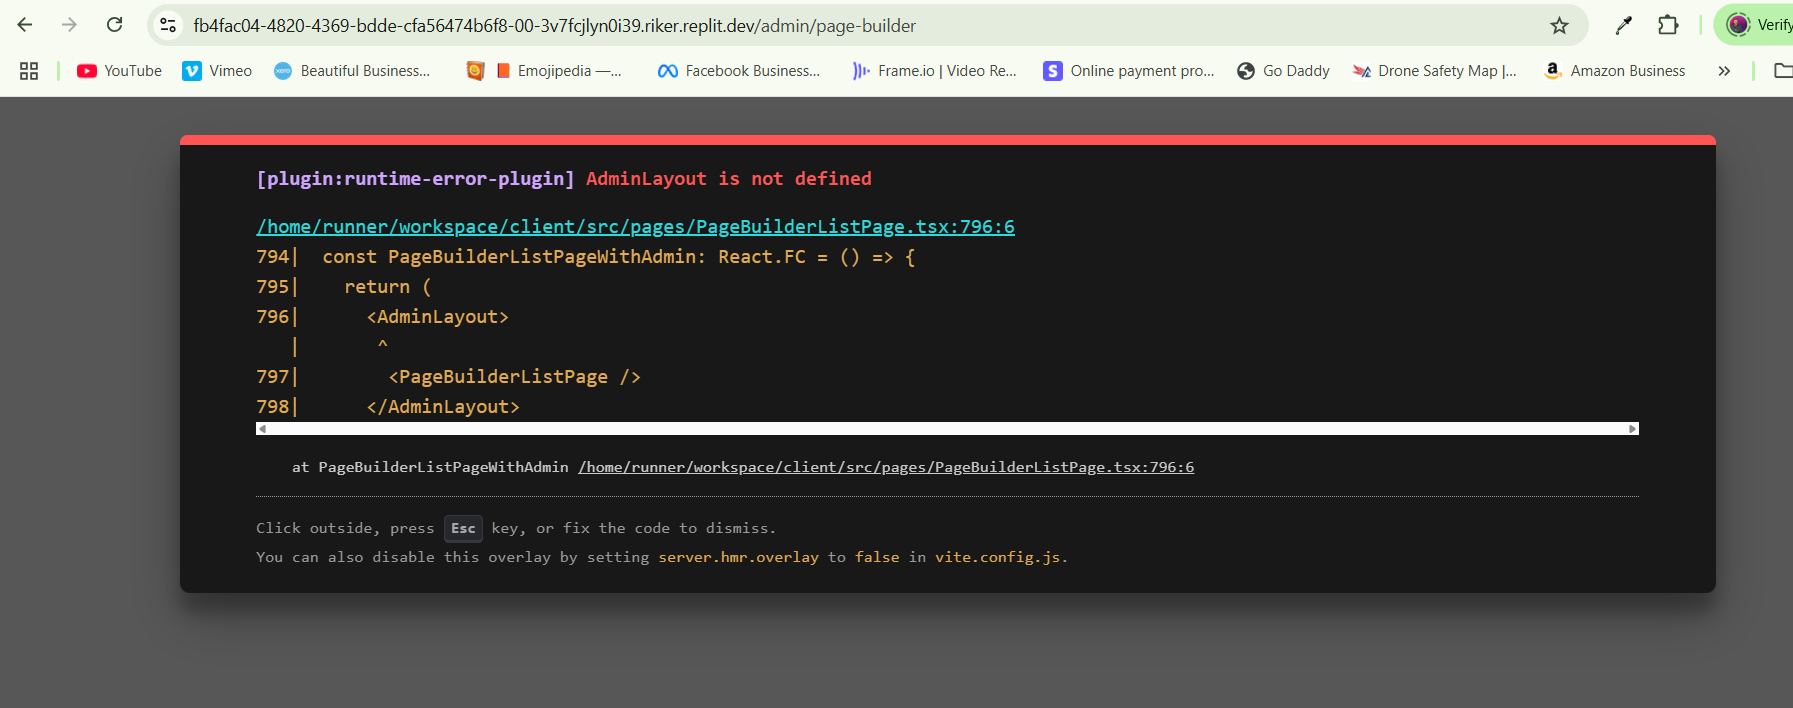 fb4fac04-4820-4369-bdde-cfa56474b6f8-00-3v7fcjlyn0i39.riker.replit.dev/admin/page-builder
Verify
YouTube Vimeo xero Beautiful Business... Emojipedia —... Facebook Business... Frame.io | Video Re... S Online payment pro... Go Daddy Drone Safety Map |... a Amazon Business »
[plugin:runtime-error-plugin] AdminLayout is not defined
/home/runner/workspace/client/src/pages/PageBuilderListPage.tsx:796:6
794|  const PageBuilderListPageWithAdmin: React.FC = () => {
795|    return (
796|      <AdminLayout>
   |       ^
797|        <PageBuilderListPage />
798|      </AdminLayout>
at PageBuilderListPageWithAdmin /home/runner/workspace/client/src/pages/PageBuilderListPage.tsx:796:6
Click outside, press Esc key, or fix the code to dismiss.
You can also disable this overlay by setting server.hmr.overlay to false in vite.config.js.